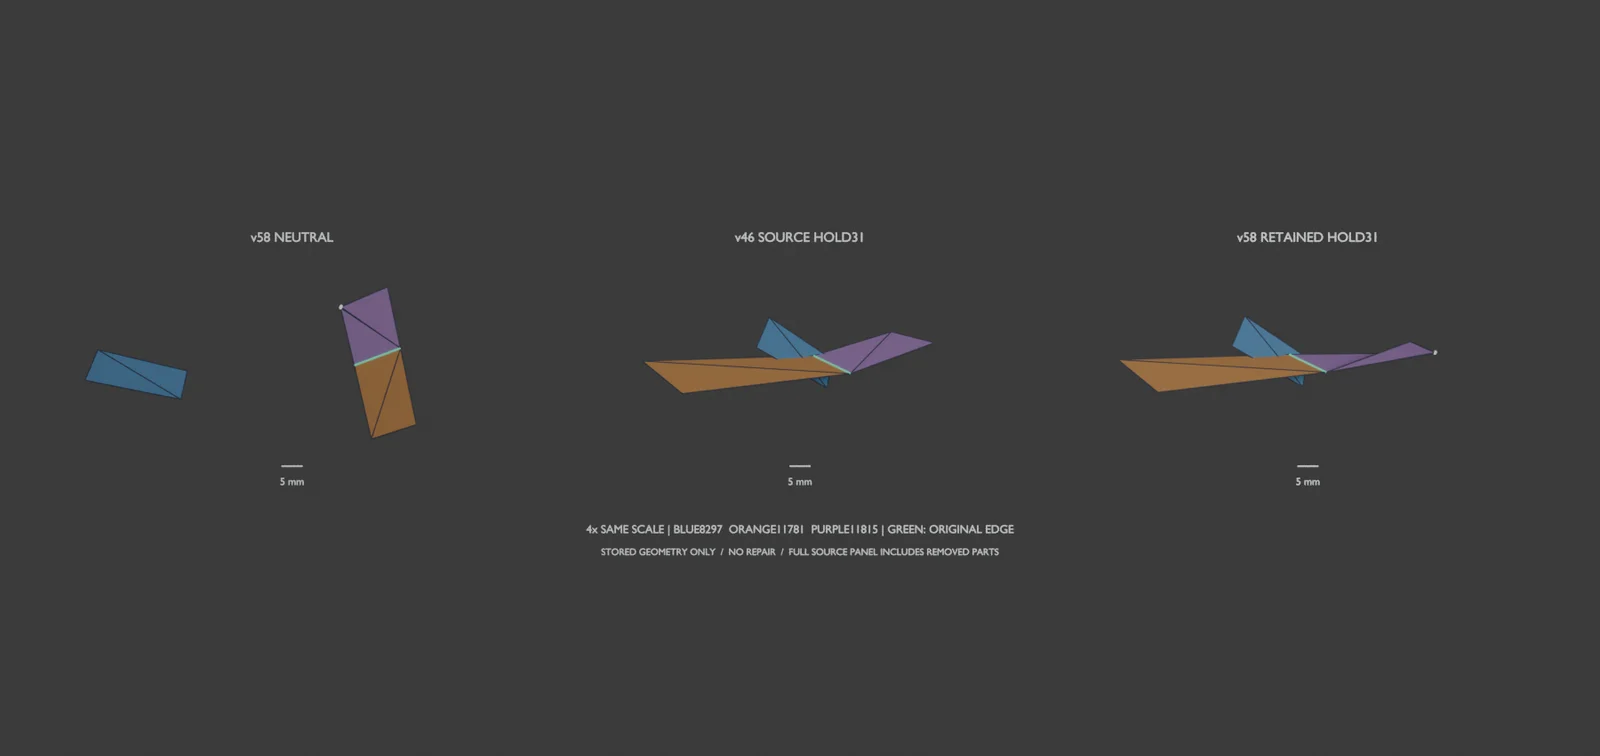 v58 NEUTRAL
v46 SOURCE HOLD31
v58 RETAINED HOLD31
5 mm
5 mm
5 mm
4x SAME SCALE | BLUE8297  ORANGE11781  PURPLE11815 | GREEN: ORIGINAL EDGE
STORED GEOMETRY ONLY / NO REPAIR / FULL SOURCE PANEL INCLUDES REMOVED PARTS